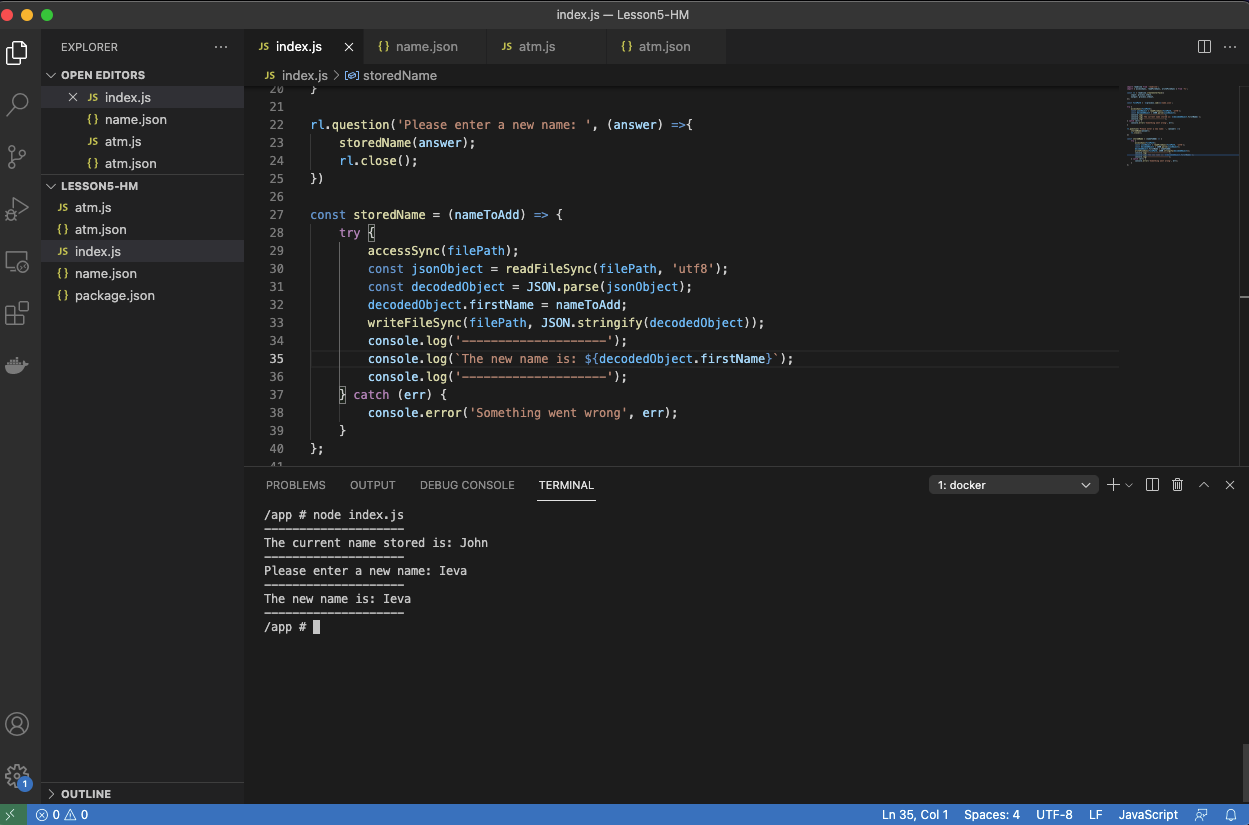 index.js — Lesson5-HM
EXPLORER
OPEN EDITORS
JS index.js
{} name.json
JS atm.js
{} atm.json
LESSON5-HM
JS atm.js
{} atm.json
JS index.js
{} name.json
{} package.json
OUTLINE
1
JS index.js
{} name.json
JS atm.js
{} atm.json
JS index.js > storedName
20 }
21
22 rl.question('Please enter a new name: ', (answer) =>{
23 storedName(answer);
24 rl.close();
25 })
26
27 const storedName = (nameToAdd) => {
28 try {
29 accessSync(filePath);
30 const jsonObject = readFileSync(filePath, 'utf8');
31 const decodedObject = JSON.parse(jsonObject);
32 decodedObject.firstName = nameToAdd;
33 writeFileSync(filePath, JSON.stringify(decodedObject));
34 console.log('--------------------');
35 console.log(`The new name is: ${decodedObject.firstName}`);
36 console.log('--------------------');
37 } catch (err) {
38 console.error('Something went wrong', err);
39 }
40 };
41
PROBLEMS OUTPUT DEBUG CONSOLE TERMINAL
1: docker
/app # node index.js
--------------------
The current name stored is: John
--------------------
Please enter a new name: Ieva
--------------------
The new name is: Ieva
--------------------
/app #
0 0
Ln 35, Col 1 Spaces: 4 UTF-8 LF JavaScript